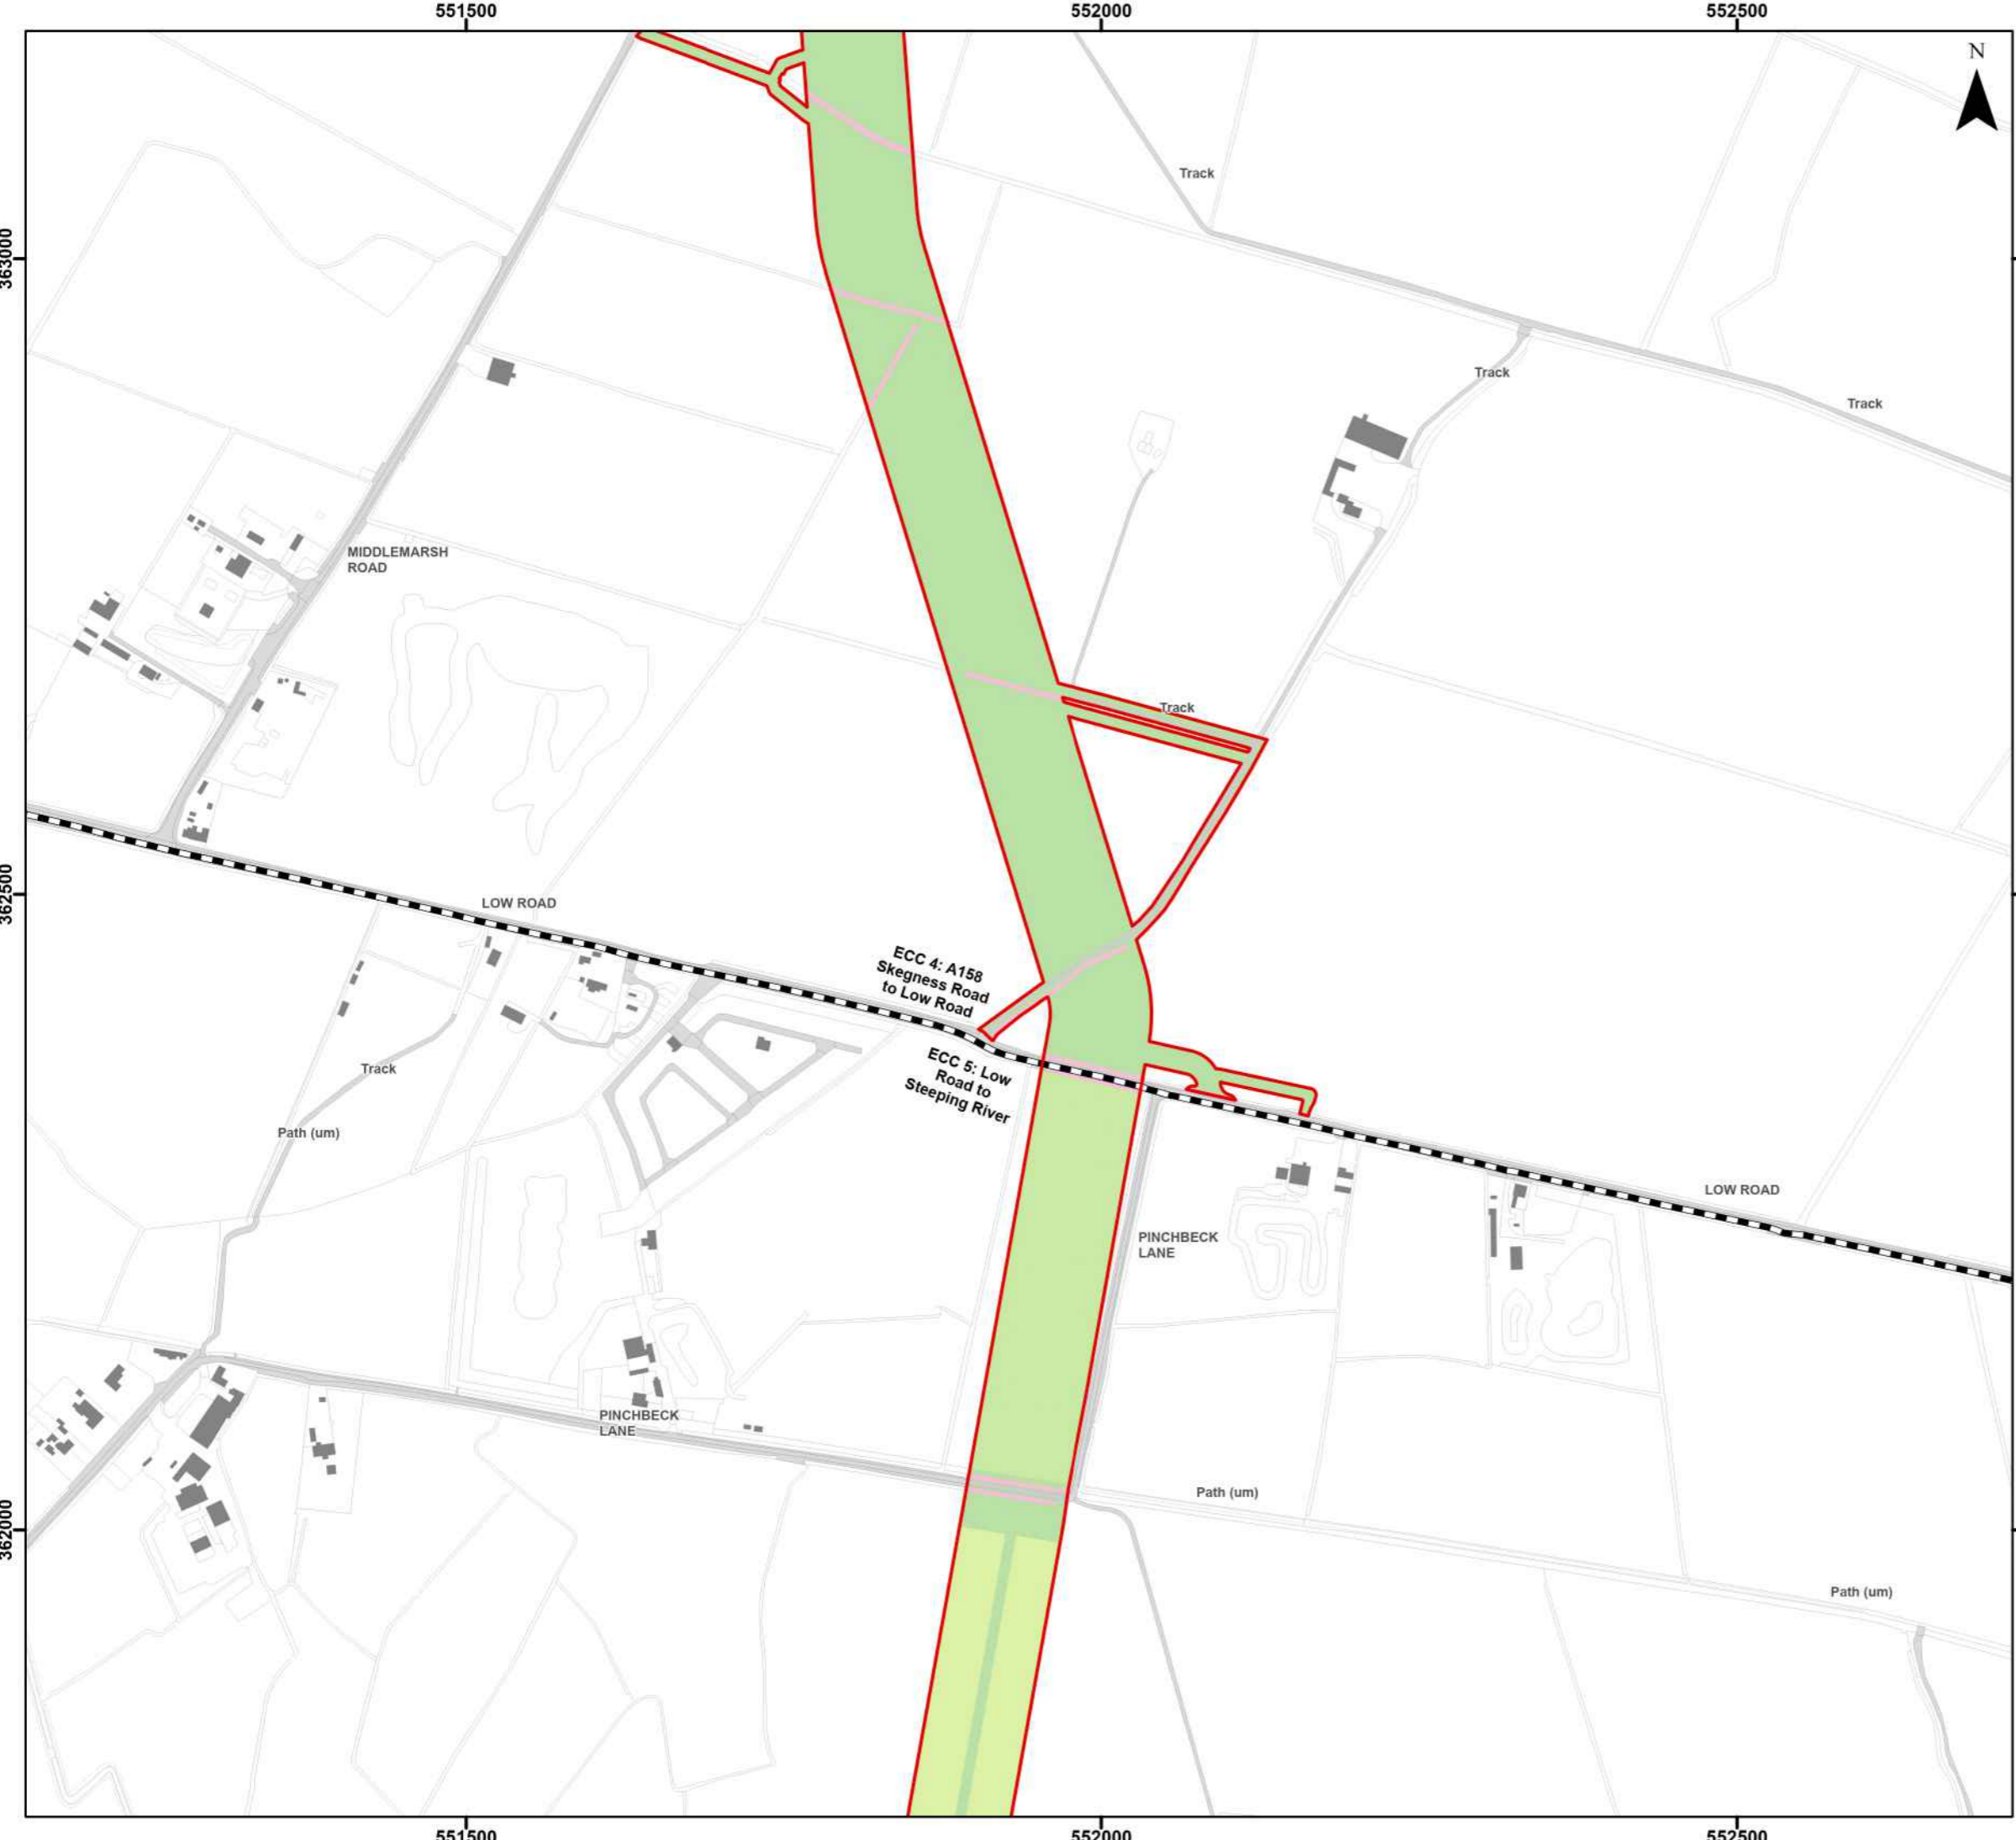 551500
552000
552500
N
Track
363000
Track
Track
MIDDLEMARSH
ROAD
Track
362500
LOW ROAD
ECC 4: A158
Skegness Road
to Low Road
ECC 5: Low
Road to
Steeping River
Track
Path (um)
LOW ROAD
PINCHBECK
LANE
PINCHBECK
LANE
Path (um)
362000
Path (um)
551500
552000
552500